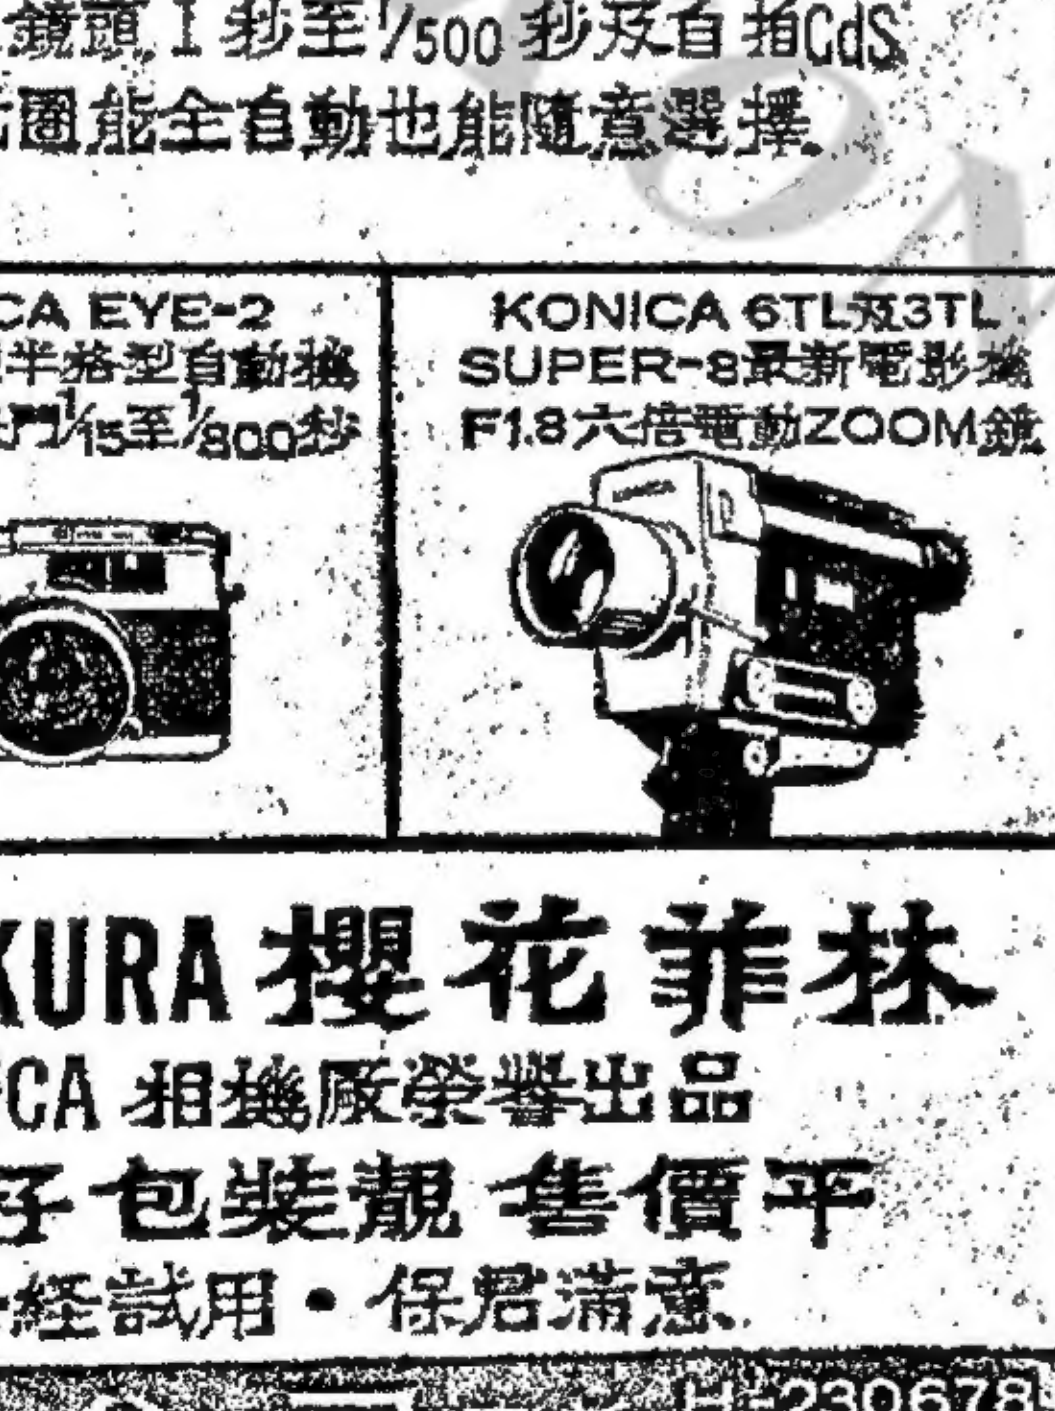 鏡頭 1 秒至 1/500 秒及自拍CdS
圈能全自動也能隨意選擇
CA EYE-2
半格型自動機
門1/15至1/800秒
KONICA 6TL及3TL
SUPER-8最新電影機
F1.8六倍電動ZOOM鏡
KONICA
KURA 櫻花菲林
CA 相機廠榮譽出品
好包裝靚 售價平
經試用・保君滿意
H-230678